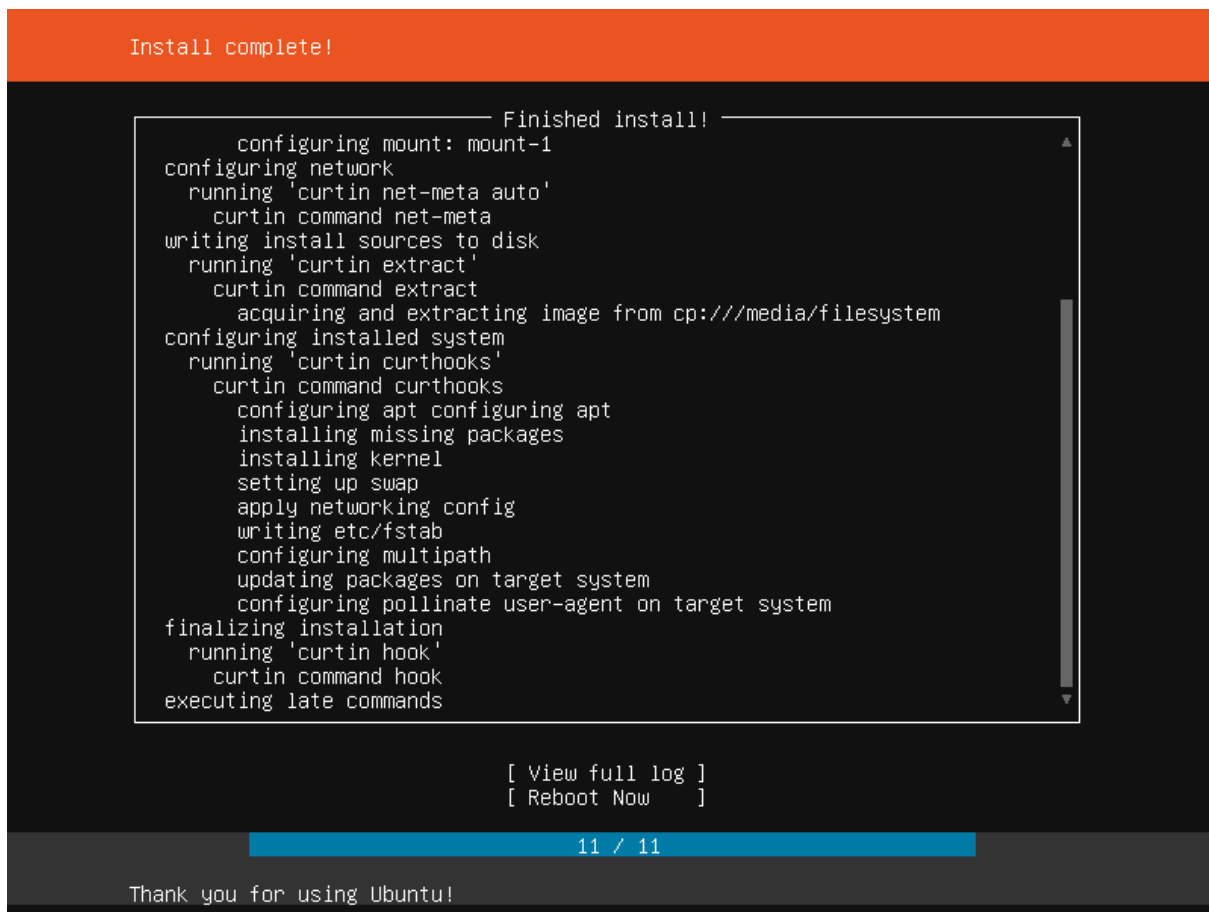 Install complete!
Finished install!
configuring mount: mount-1
configuring network
running 'curtin net-meta auto'
curtin command net-meta
writing install sources to disk
running 'curtin extract'
curtin command extract
acquiring and extracting image from cp:///media/filesystem
configuring installed system
running 'curtin curthooks'
curtin command curthooks
configuring apt configuring apt
installing missing packages
installing kernel
setting up swap
apply networking config
writing etc/fstab
configuring multipath
updating packages on target system
configuring pollinate user-agent on target system
finalizing installation
running 'curtin hook'
curtin command hook
executing late commands
[ View full log ]
[ Reboot Now ]
11 / 11
Thank you for using Ubuntu!